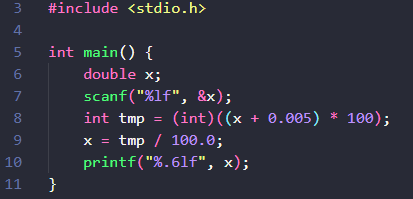 3 #include <stdio.h>
4
5 int main() {
6     double x;
7     scanf("%lf", &x);
8     int tmp = (int)((x + 0.005) * 100);
9     x = tmp / 100.0;
10     printf("%.6lf", x);
11 }